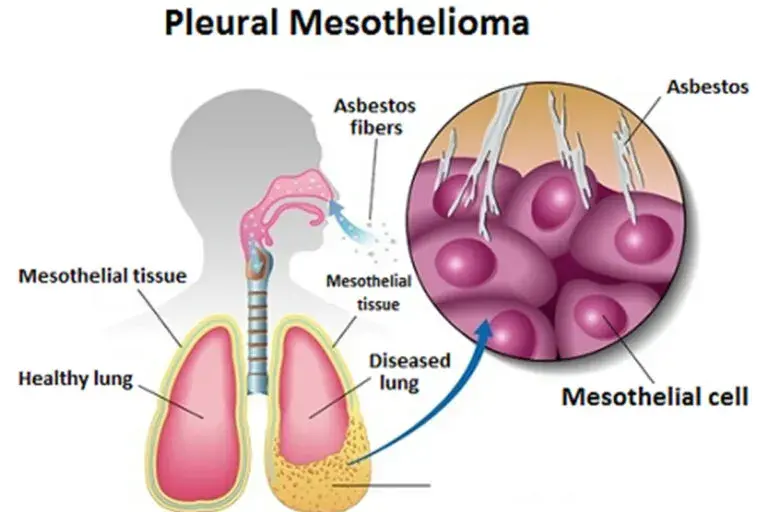 Pleural Mesothelioma
Asbestos
fibers
Asbestos
Mesothelial tissue
Mesothelial
tissue
Healthy lung
Diseased
lung
Mesothelial cell